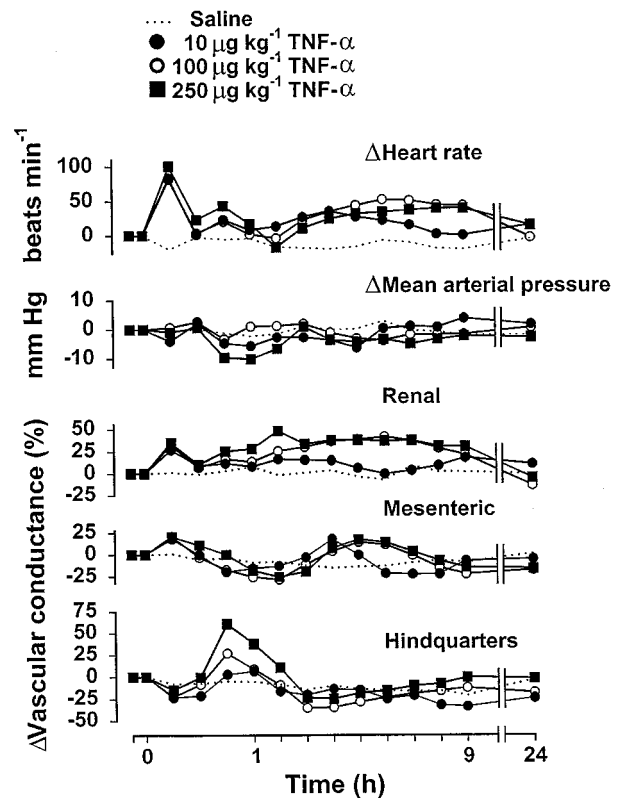 Saline
10 μg kg⁻¹ TNF-α
100 μg kg⁻¹ TNF-α
250 μg kg⁻¹ TNF-α
ΔHeart rate
beats min⁻¹
100
50
0
ΔMean arterial pressure
mm Hg
10
0
-10
Renal
ΔVascular conductance (%)
50
25
0
-25
Mesenteric
25
0
-25
Hindquarters
75
50
25
0
-25
-50
0 1 9 24
Time (h)